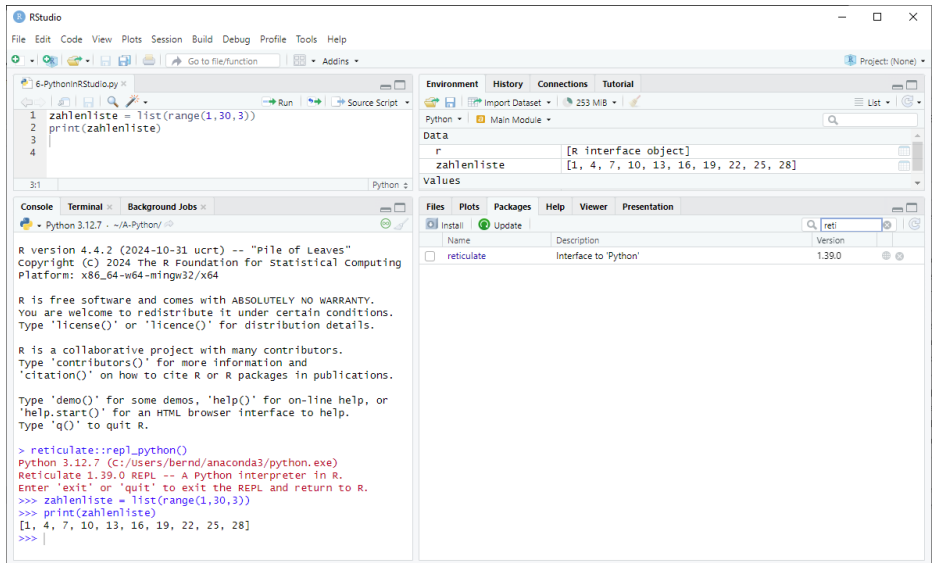 RStudio
File Edit Code View Plots Session Build Debug Profile Tools Help
Go to file/function Addins Project: (None)
6-PythonInRStudio.py
Run Source Script
1 zahlenliste = list(range(1,30,3))
2 print(zahlenliste)
3
4
3:1 Python
Console Terminal Background Jobs
Python 3.12.7 · ~/A-Python/
R version 4.4.2 (2024-10-31 ucrt) -- "Pile of Leaves"
Copyright (C) 2024 The R Foundation for Statistical Computing
Platform: x86_64-w64-mingw32/x64
R is free software and comes with ABSOLUTELY NO WARRANTY.
You are welcome to redistribute it under certain conditions.
Type 'license()' or 'licence()' for distribution details.
R is a collaborative project with many contributors.
Type 'contributors()' for more information and
'citation()' on how to cite R or R packages in publications.
Type 'demo()' for some demos, 'help()' for on-line help, or
'help.start()' for an HTML browser interface to help.
Type 'q()' to quit R.
> reticulate::repl_python()
Python 3.12.7 (C:/Users/bernd/anaconda3/python.exe)
Reticulate 1.39.0 REPL -- A Python interpreter in R.
Enter 'exit' or 'quit' to exit the REPL and return to R.
>>> zahlenliste = list(range(1,30,3))
>>> print(zahlenliste)
[1, 4, 7, 10, 13, 16, 19, 22, 25, 28]
>>>
Environment History Connections Tutorial
Import Dataset 253 MiB List
Python Main Module
Data
r [R interface object]
zahlenliste [1, 4, 7, 10, 13, 16, 19, 22, 25, 28]
Values
Files Plots Packages Help Viewer Presentation
Install Update reti
Name Description Version
reticulate Interface to 'Python' 1.39.0